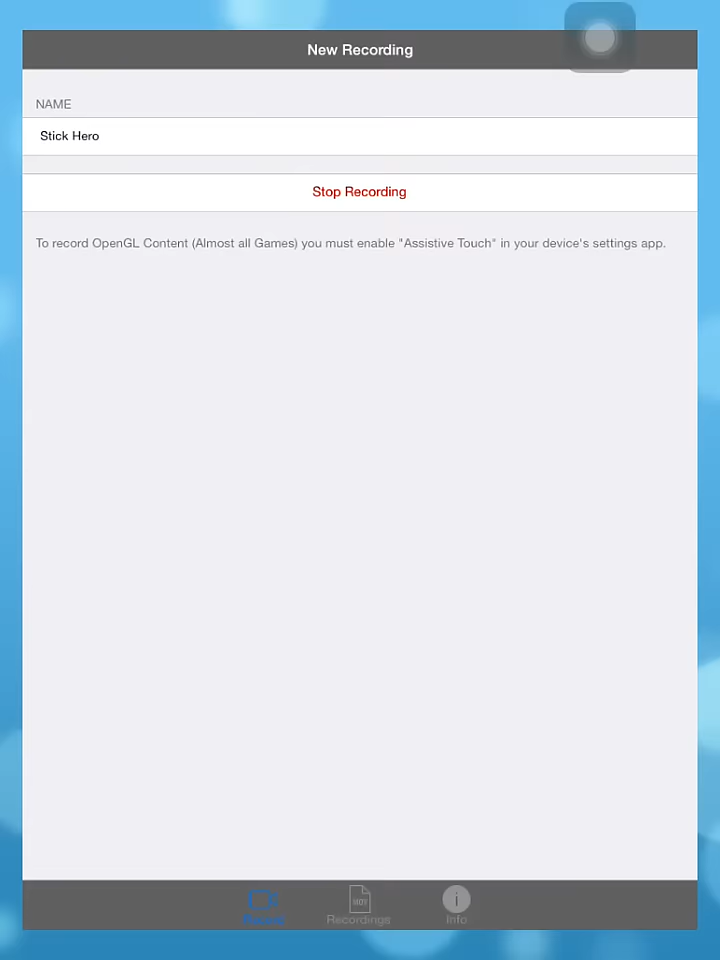 New Recording
NAME
Stick Hero
Stop Recording
To record OpenGL Content (Almost all Games) you must enable "Assistive Touch" in your device's settings app.
Record
MOV
Recordings
Info